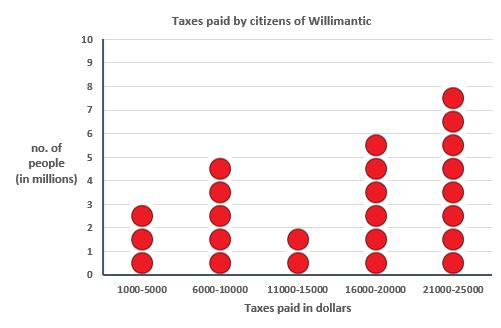 Taxes paid by citizens of Willimantic
10
9
8
7
6
5
4
3
2
1
0
no. of
people
(in millions)
1000-5000 6000-10000 11000-15000 16000-20000 21000-25000
Taxes paid in dollars